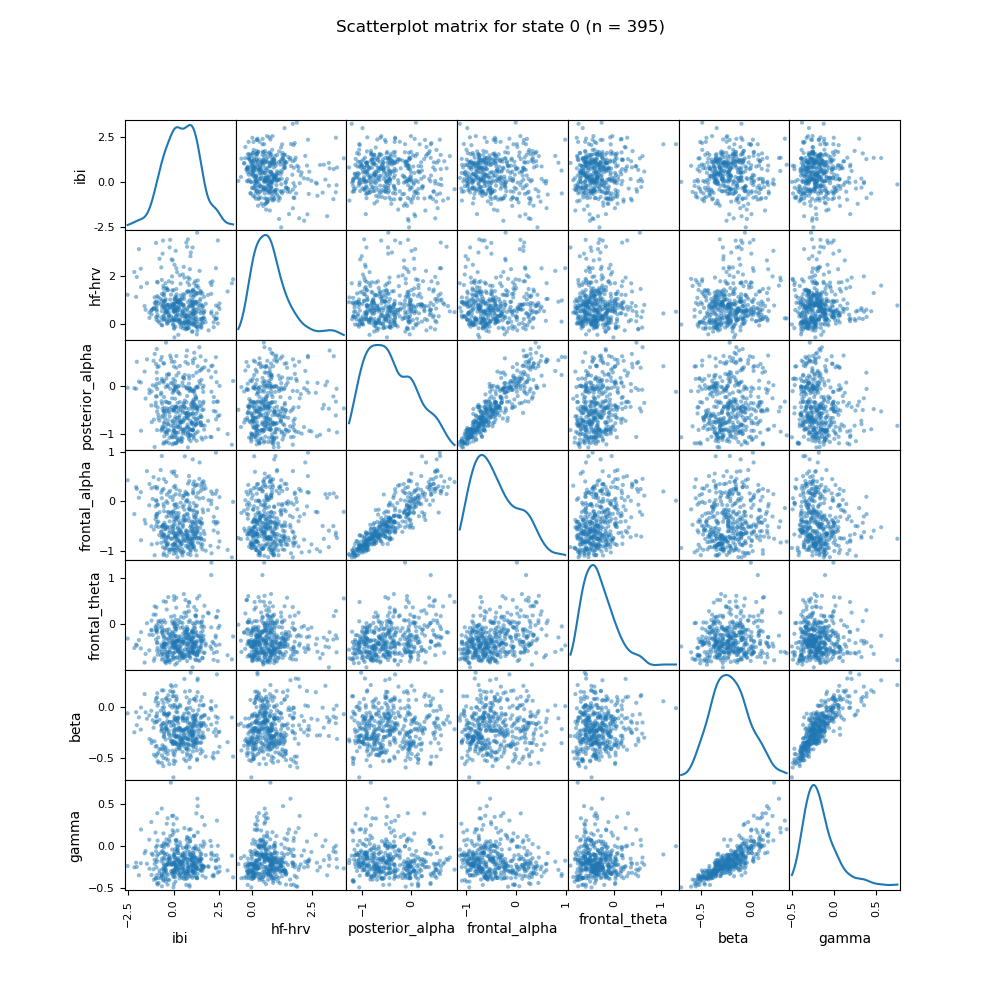 Scatterplot matrix for state 0 (n = 395)
ibi
2.5
0.0
-2.5
hf-hrv
2
0
posterior_alpha
0
−1
frontal_alpha
1
0
−1
frontal_theta
1
0
beta
0.0
−0.5
gamma
0.5
0.0
−0.5
−2.5 0.0 2.5 0.0 2.5 −1 0 −1 0 1 0 1 −0.5 0.0 −0.5 0.0 0.5
ibi hf-hrv posterior_alpha frontal_alpha frontal_theta beta gamma